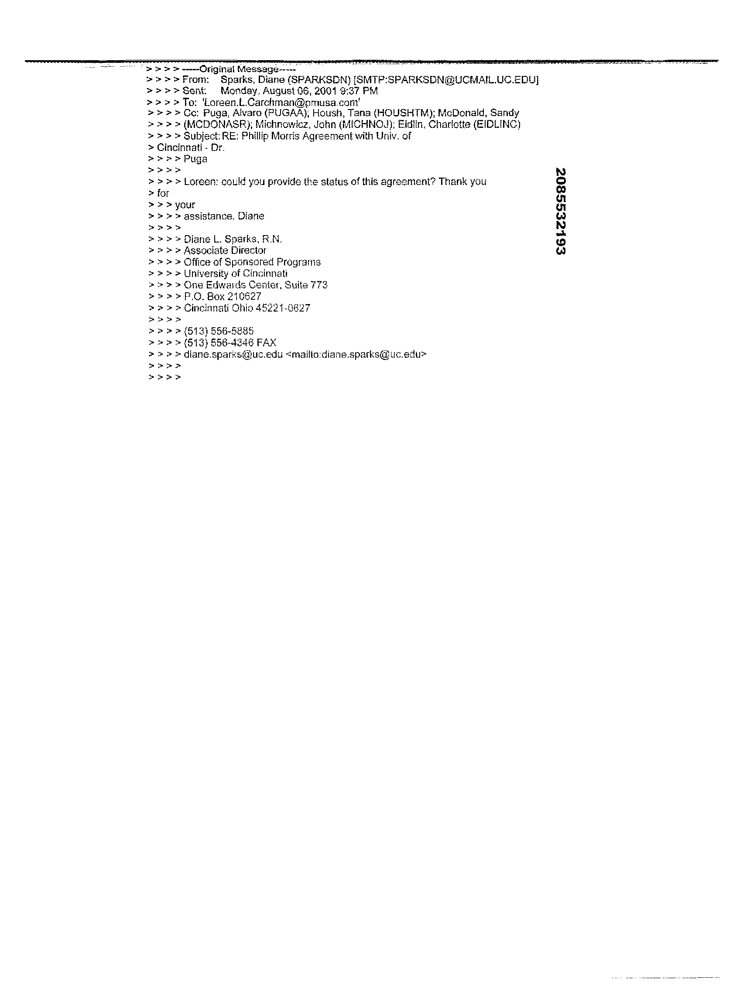 > > > > -----Original Message-----
> > > > From: Sparks, Diane (SPARKSDN) [SMTP:SPARKSDN@UCMAIL.UC.EDU]
> > > > Sent: Monday, August 06, 2001 9:37 PM
> > > > To: 'Loreen.L.Carchman@pmusa.com'
> > > > Cc: Puga, Alvaro (PUGAA); Housh, Tana (HOUSHTM); McDonald, Sandy
> > > > (MCDONASR); Michnowicz, John (MICHNOJ); Eidlin, Charlotte (EIDLINC)
> > > > Subject: RE: Phillip Morris Agreement with Univ. of
> Cincinnati - Dr.
> > > > Puga
> > > >
> > > > Loreen: could you provide the status of this agreement? Thank you
> for
> > > your
> > > > assistance. Diane
> > > >
> > > > Diane L. Sparks, R.N.
> > > > Associate Director
> > > > Office of Sponsored Programs
> > > > University of Cincinnati
> > > > One Edwards Center, Suite 773
> > > > P.O. Box 210627
> > > > Cincinnati Ohio 45221-0627
> > > >
> > > > (513) 556-5885
> > > > (513) 556-4346 FAX
> > > > diane.sparks@uc.edu <mailto:diane.sparks@uc.edu>
> > > >
> > > >
2085532193